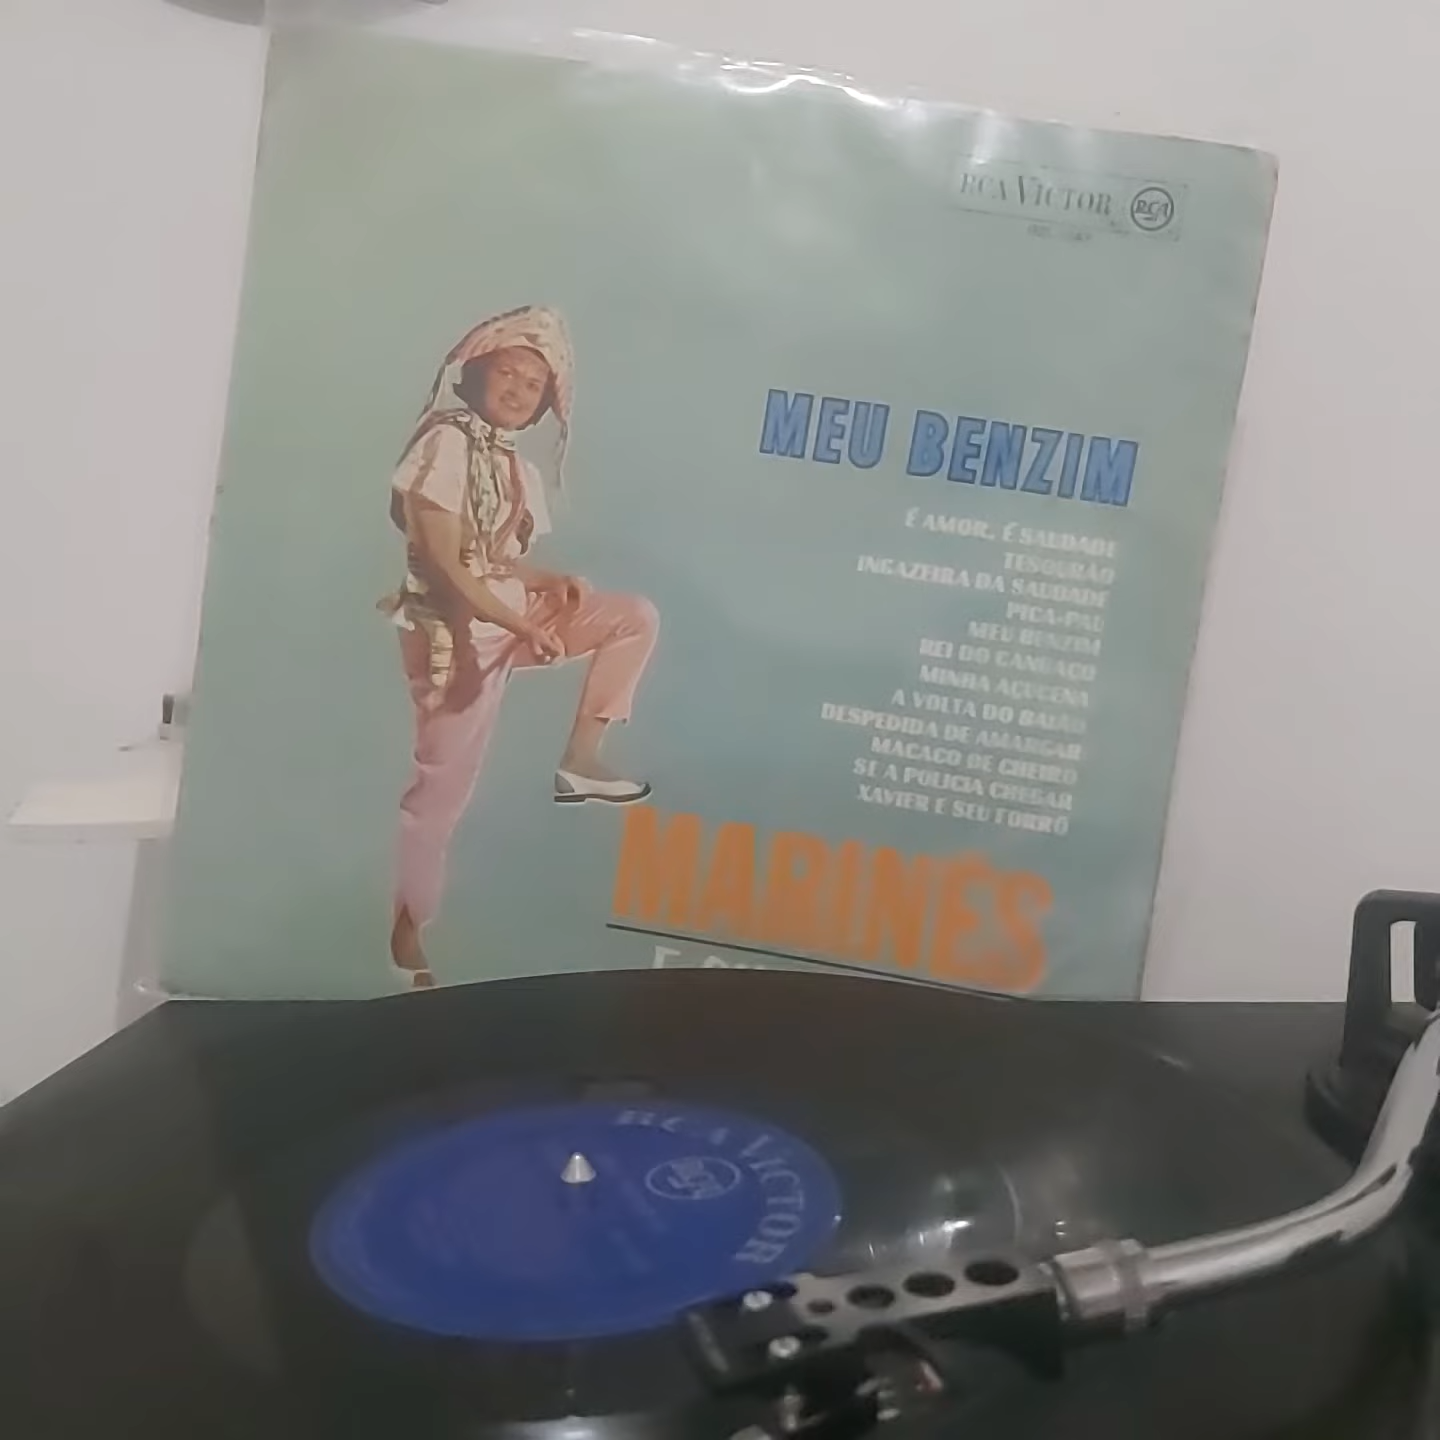 RCA VICTOR RCA
MEU BENZIM
É AMOR, É SAUDADE
TESOURÃO
INGAZEIRA DA SAUDADE
PICA-PAU
MEU BENZIM
REI DO CANGAÇO
MINHA AÇUCENA
A VOLTA DO BAIÃO
DESPEDIDA DE AMARGAR
MACACO DE CHEIRO
SE A POLICIA CHEGAR
XAVIER E SEU FORRÓ
MARINÊS
E
RCA VICTOR
RCA